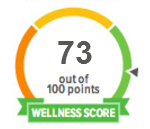 73
out of
100 points
WELLNESS SCORE